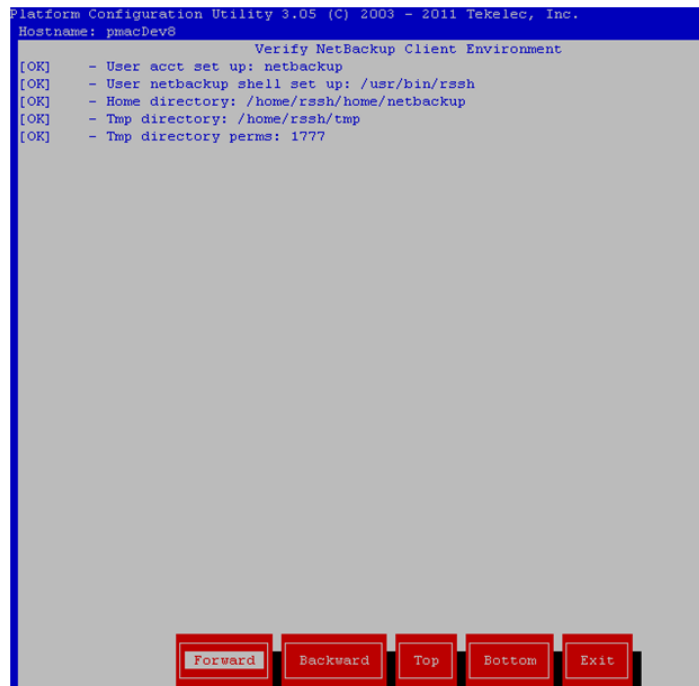 Platform Configuration Utility 3.05 (C) 2003 - 2011 Tekelec, Inc.
Hostname: pmacDev8
Verify NetBackup Client Environment
[OK] - User acct set up: netbackup
[OK] - User netbackup shell set up: /usr/bin/rssh
[OK] - Home directory: /home/rssh/home/netbackup
[OK] - Tmp directory: /home/rssh/tmp
[OK] - Tmp directory perms: 1777
Forward Backward Top Bottom Exit